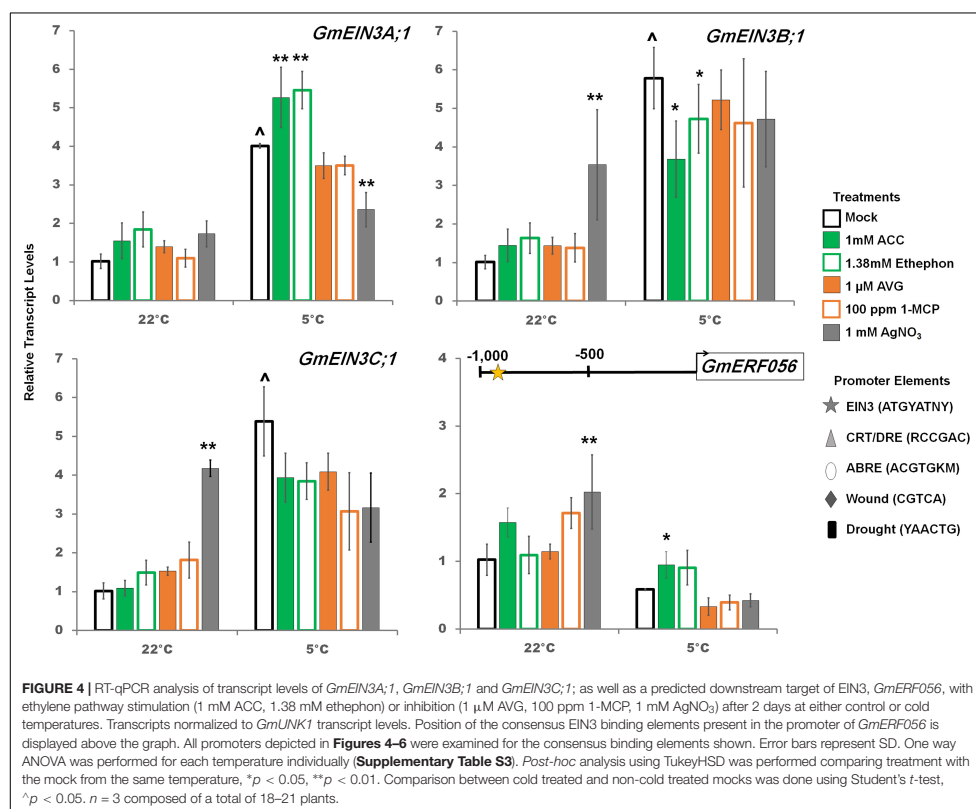 GmEIN3A;1
7
6
5
4
3
2
1
0
** **
^
**
22°C
5°C
GmEIN3B;1
7
6
5
4
3
2
1
0
^
**
*
*
22°C
5°C
Relative Transcript Levels
GmEIN3C;1
7
6
5
4
3
2
1
0
^
**
22°C
5°C
-1,000
-500
GmERF056
4
3
2
1
0
**
*
22°C
5°C
Treatments
Mock
1mM ACC
1.38mM Ethephon
1 µM AVG
100 ppm 1-MCP
1 mM AgNO₃
Promoter Elements
EIN3 (ATGYATNY)
CRT/DRE (RCCGAC)
ABRE (ACGTGKM)
Wound (CGTCA)
Drought (YAACTG)
FIGURE 4 | RT-qPCR analysis of transcript levels of GmEIN3A;1, GmEIN3B;1 and GmEIN3C;1; as well as a predicted downstream target of EIN3, GmERF056, with
ethylene pathway stimulation (1 mM ACC, 1.38 mM ethephon) or inhibition (1 µM AVG, 100 ppm 1-MCP, 1 mM AgNO₃) after 2 days at either control or cold
temperatures. Transcripts normalized to GmUNK1 transcript levels. Position of the consensus EIN3 binding elements present in the promoter of GmERF056 is
displayed above the graph. All promoters depicted in Figures 4–6 were examined for the consensus binding elements shown. Error bars represent SD. One way
ANOVA was performed for each temperature individually (Supplementary Table S3). Post-hoc analysis using TukeyHSD was performed comparing treatment with
the mock from the same temperature, *p < 0.05, **p < 0.01. Comparison between cold treated and non-cold treated mocks was done using Student's t-test,
^p < 0.05. n = 3 composed of a total of 18–21 plants.